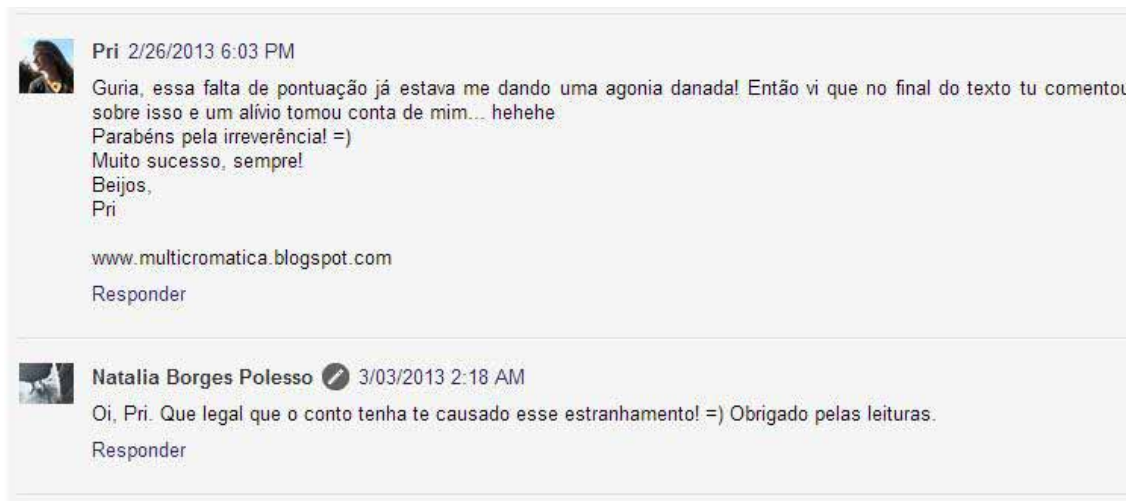 Pri 2/26/2013 6:03 PM
Guria, essa falta de pontuação já estava me dando uma agonia danada! Então vi que no final do texto tu comentou
sobre isso e um alívio tomou conta de mim... hehehe
Parabéns pela irreverência! =)
Muito sucesso, sempre!
Beijos,
Pri
www.multicromatica.blogspot.com
Responder
Natalia Borges Polesso 3/03/2013 2:18 AM
Oi, Pri. Que legal que o conto tenha te causado esse estranhamento! =) Obrigado pelas leituras.
Responder